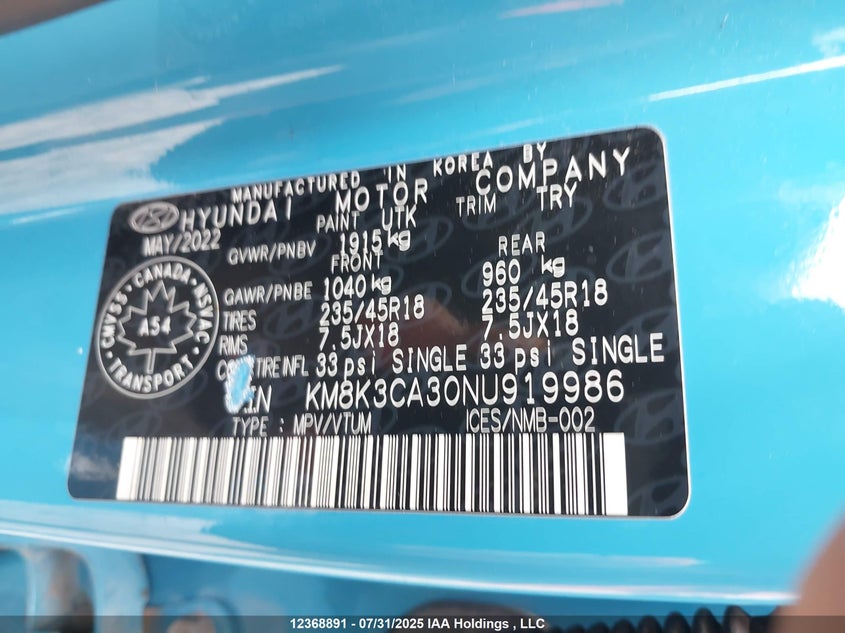 MANUFACTURED IN KOREA BY
HYUNDAI MOTOR COMPANY
MAY/2022 PAINT UTK TRIM TRY
GVWR/PNBV 1915 kg
FRONT REAR
GAWR/PNBE 1040 kg 960 kg
TIRES 235/45R18 235/45R18
RIMS 7.5JX18 7.5JX18
TIRE INFL 33 psi SINGLE 33 psi SINGLE
KM8K3CA30NU919986
TYPE : MPV/VTUM ICES/NMB-002
CMVSS · CANADA · NSVAC · TRANSPORT
A54
12368891 - 07/31/2025 IAA Holdings , LLC